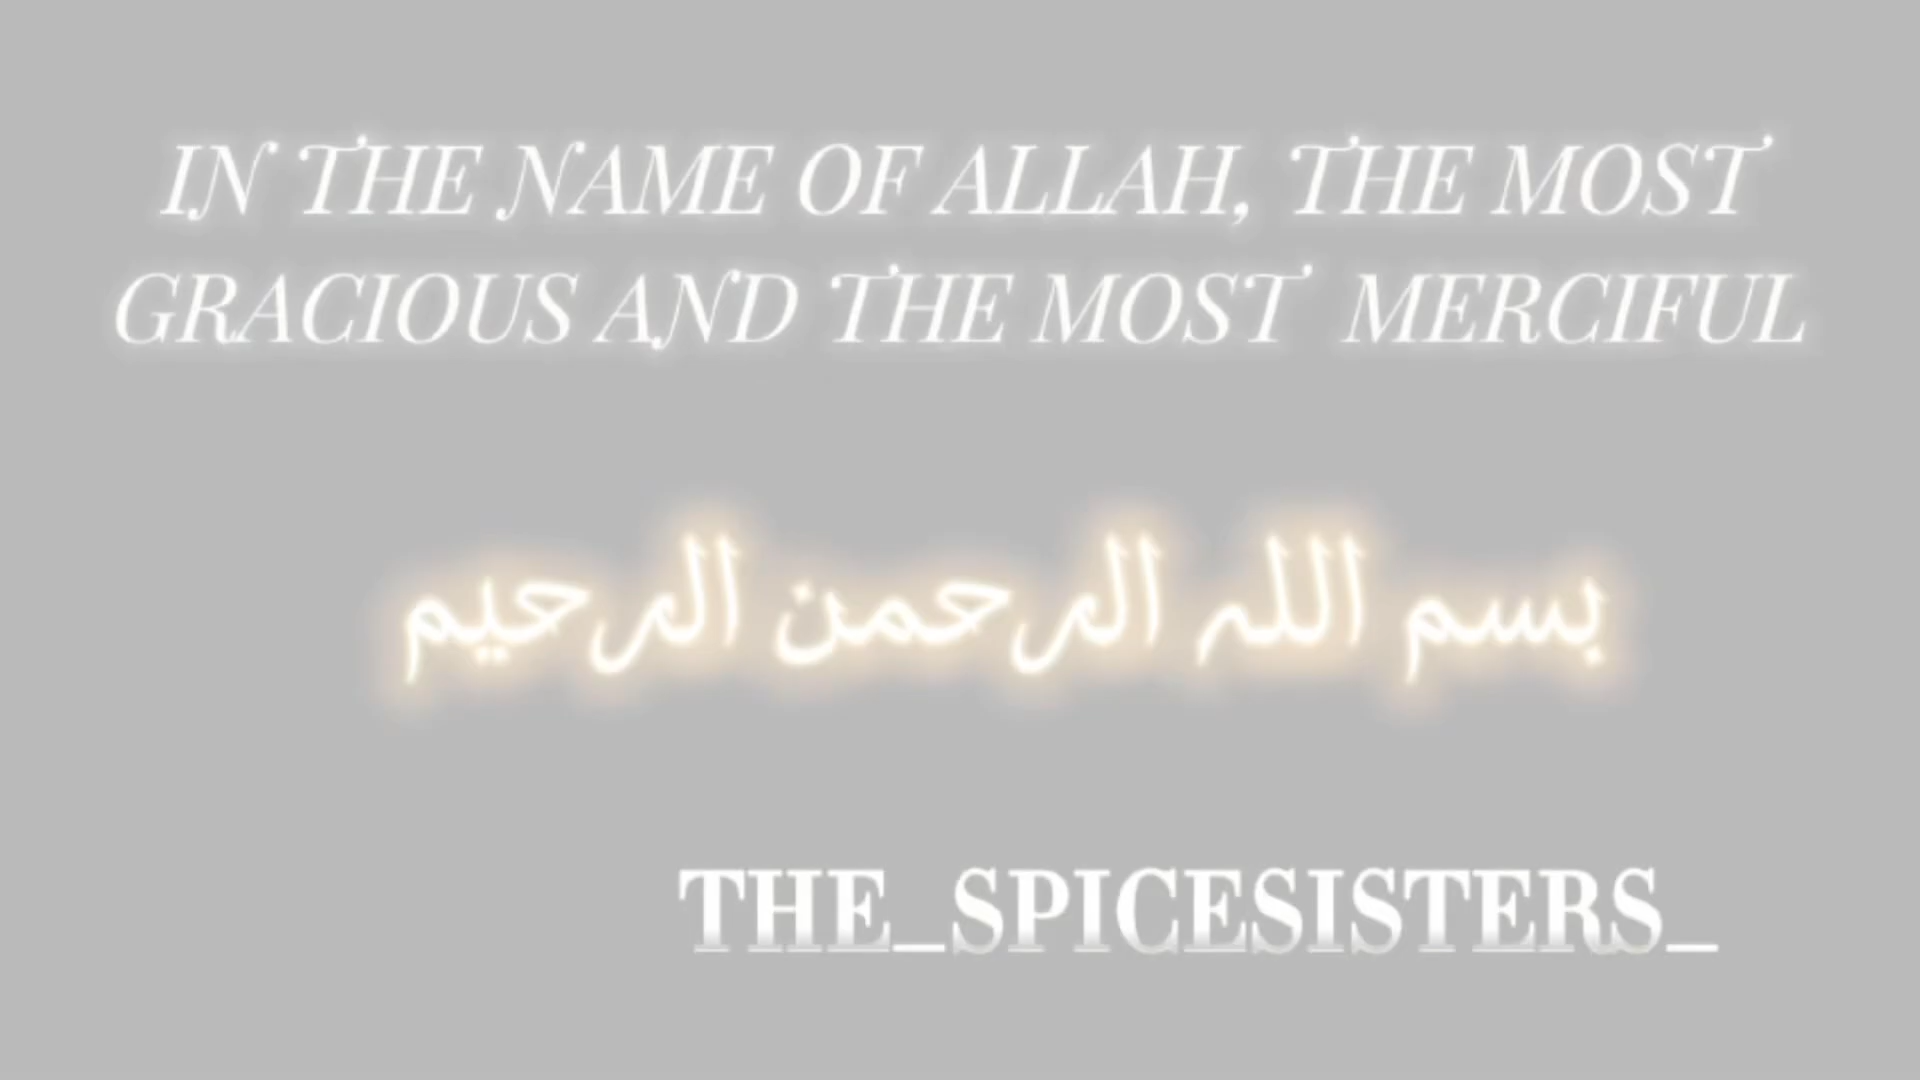 IN THE NAME OF ALLAH, THE MOST
GRACIOUS AND THE MOST MERCIFUL
بسم الله الرحمن الرحيم
THE_SPICESISTERS_